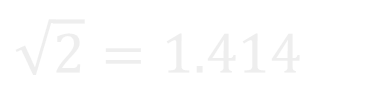 √2 = 1.414